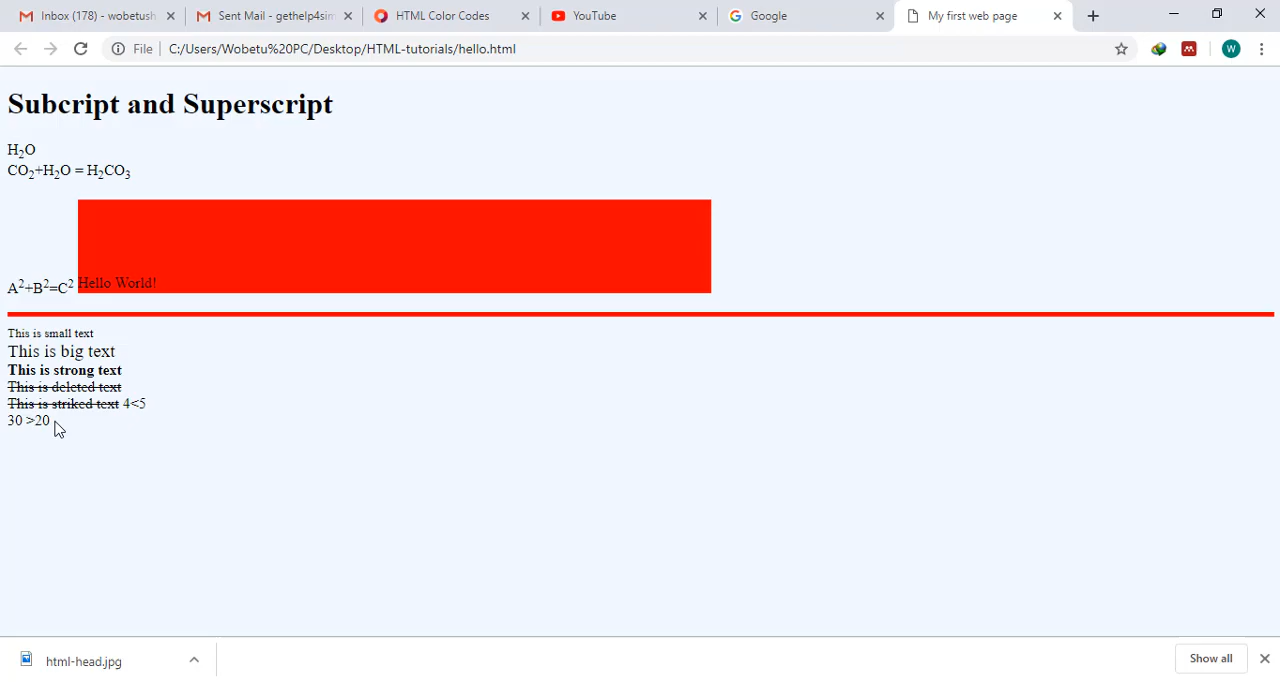 Inbox (178) - wobetush
Sent Mail - gethelp4sim
HTML Color Codes
YouTube
Google
My first web page
File
C:/Users/Wobetu%20PC/Desktop/HTML-tutorials/hello.html
W
Subcript and Superscript
H₂O
CO₂+H₂O = H₂CO₃
A²+B²=C² Hello World!
This is small text
This is big text
This is strong text
This is deleted text
This is striked text 4<5
30 >20
html-head.jpg
Show all